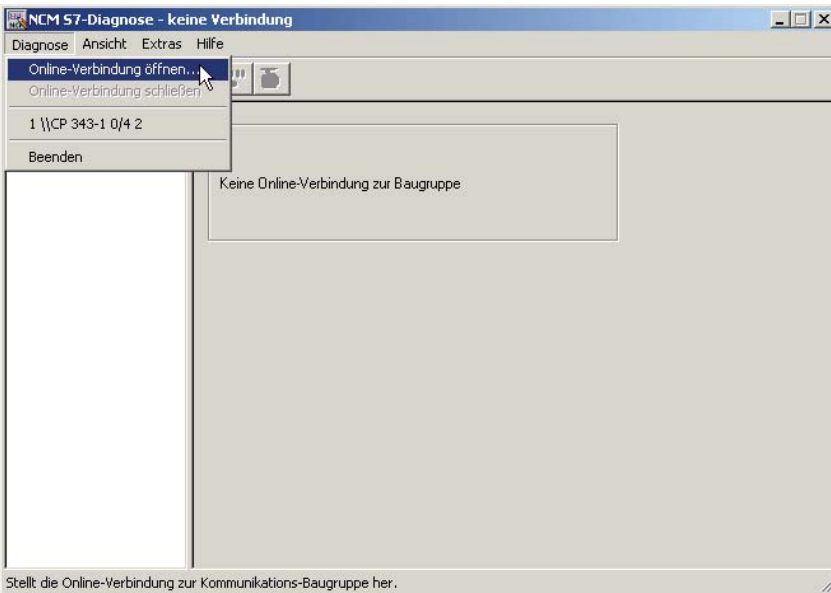 NCM S7-Diagnose - keine Verbindung
Diagnose Ansicht Extras Hilfe
Online-Verbindung öffnen...
Online-Verbindung schließen
1 \\CP 343-1 0/4 2
Beenden
Keine Online-Verbindung zur Baugruppe
Stellt die Online-Verbindung zur Kommunikations-Baugruppe her.